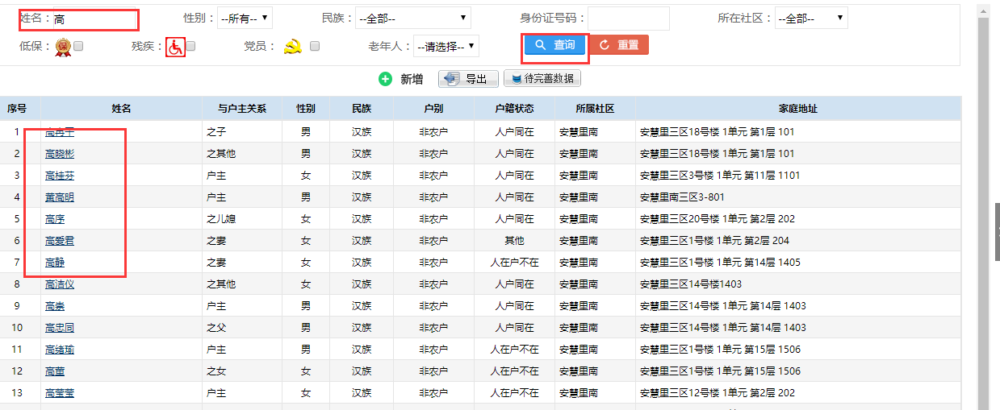 姓名：高 性别：--所有-- 民族：--全部-- 身份证号码： 所在社区：--全部--
低保：保 残疾： 党员： 老年人：--请选择-- 查询 重置
新增 导出 待完善数据
序号 姓名 与户主关系 性别 民族 户别 户籍状态 所属社区 家庭地址
1 高冉平 之子 男 汉族 非农户 人户同在 安慧里南 安慧里三区18号楼 1单元 第1层 101
2 高晓彬 之其他 男 汉族 非农户 人户同在 安慧里南 安慧里三区18号楼 1单元 第1层 101
3 高桂芬 户主 女 汉族 非农户 人户同在 安慧里南 安慧里三区3号楼 1单元 第11层 1101
4 黄高明 户主 男 汉族 非农户 人户同在 安慧里南 安慧里南三区3-801
5 高序 之儿媳 女 汉族 非农户 人户同在 安慧里南 安慧里三区20号楼 1单元 第2层 202
6 高爱君 之妻 女 汉族 非农户 其他 安慧里南 安慧里三区1号楼 1单元 第2层 204
7 高静 之妻 女 汉族 非农户 人在户不在 安慧里南 安慧里三区1号楼 1单元 第14层 1405
8 高洁仪 之其他 女 汉族 非农户 人户同在 安慧里南 安慧里三区14号楼1403
9 高 户主 男 汉族 非农户 人户同在 安慧里南 安慧里三区14号楼 1单元 第14层 1403
10 高忠同 之父 男 汉族 非农户 人户同在 安慧里南 安慧里三区14号楼 1单元 第14层 1403
11 高绪瑜 户主 男 汉族 非农户 人在户不在 安慧里南 安慧里三区1号楼 1单元 第15层 1506
12 高萤 之女 女 汉族 非农户 人在户不在 安慧里南 安慧里三区1号楼 1单元 第15层 1506
13 高莹莹 户主 女 汉族 非农户 人在户不在 安慧里南 安慧里三区12号楼 1单元 第2层 202